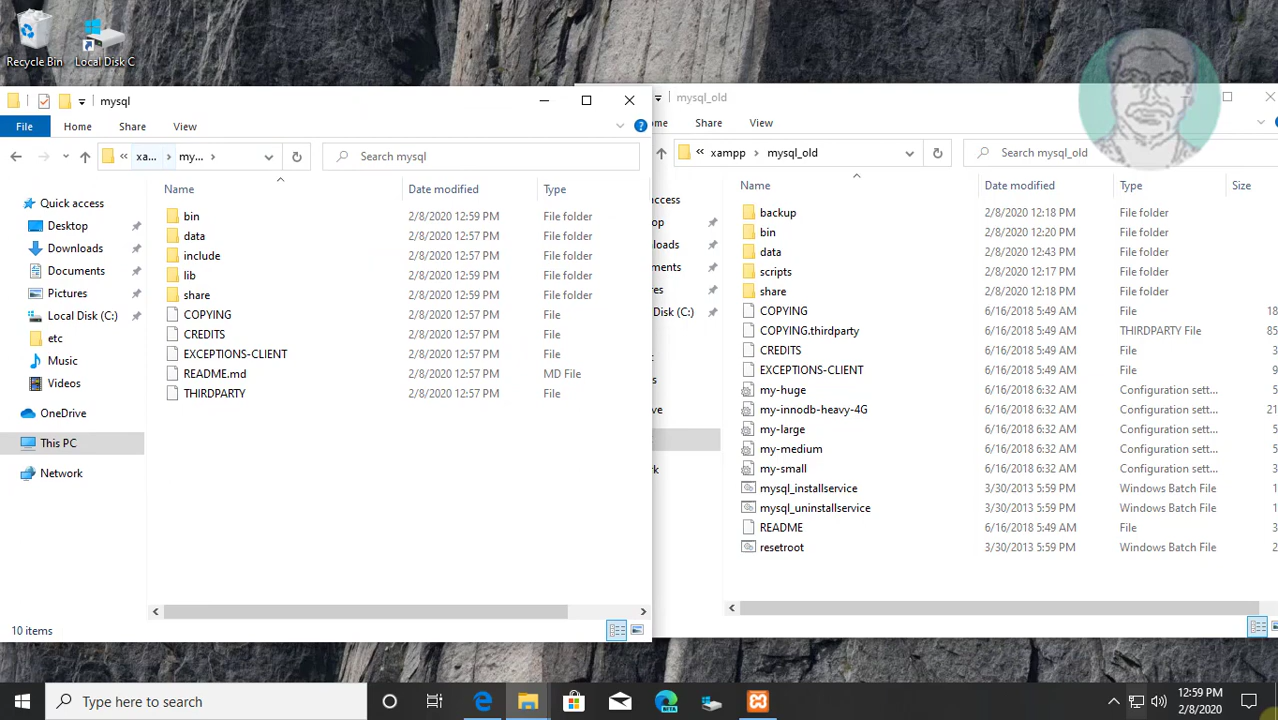 Recycle Bin
Local Disk C
mysql
File
Home
Share
View
« xa... › my... ›
Search mysql
Name
Date modified
Type
Quick access
Desktop
Downloads
Documents
Pictures
Local Disk (C:)
etc
Music
Videos
OneDrive
This PC
Network
bin 2/8/2020 12:59 PM File folder
data 2/8/2020 12:57 PM File folder
include 2/8/2020 12:57 PM File folder
lib 2/8/2020 12:59 PM File folder
share 2/8/2020 12:59 PM File folder
COPYING 2/8/2020 12:57 PM File
CREDITS 2/8/2020 12:57 PM File
EXCEPTIONS-CLIENT 2/8/2020 12:57 PM File
README.md 2/8/2020 12:57 PM MD File
THIRDPARTY 2/8/2020 12:57 PM File
10 items
mysql_old
ome
Share
View
« xampp › mysql_old
Search mysql_old
Name
Date modified
Type
Size
access
op
nloads
ments
res
Disk (C:)
s
ve
rk
backup 2/8/2020 12:18 PM File folder
bin 2/8/2020 12:20 PM File folder
data 2/8/2020 12:43 PM File folder
scripts 2/8/2020 12:17 PM File folder
share 2/8/2020 12:18 PM File folder
COPYING 6/16/2018 5:49 AM File 18
COPYING.thirdparty 6/16/2018 5:49 AM THIRDPARTY File 85
CREDITS 6/16/2018 5:49 AM File
EXCEPTIONS-CLIENT 6/16/2018 5:49 AM File
my-huge 6/16/2018 6:32 AM Configuration sett... 5
my-innodb-heavy-4G 6/16/2018 6:32 AM Configuration sett... 21
my-large 6/16/2018 6:32 AM Configuration sett... 5
my-medium 6/16/2018 6:32 AM Configuration sett... 5
my-small 6/16/2018 6:32 AM Configuration sett...
mysql_installservice 3/30/2013 5:59 PM Windows Batch File 1
mysql_uninstallservice 3/30/2013 5:59 PM Windows Batch File 1
README 6/16/2018 5:49 AM File
resetroot 3/30/2013 5:59 PM Windows Batch File 2
Type here to search
BETA
12:59 PM
2/8/2020